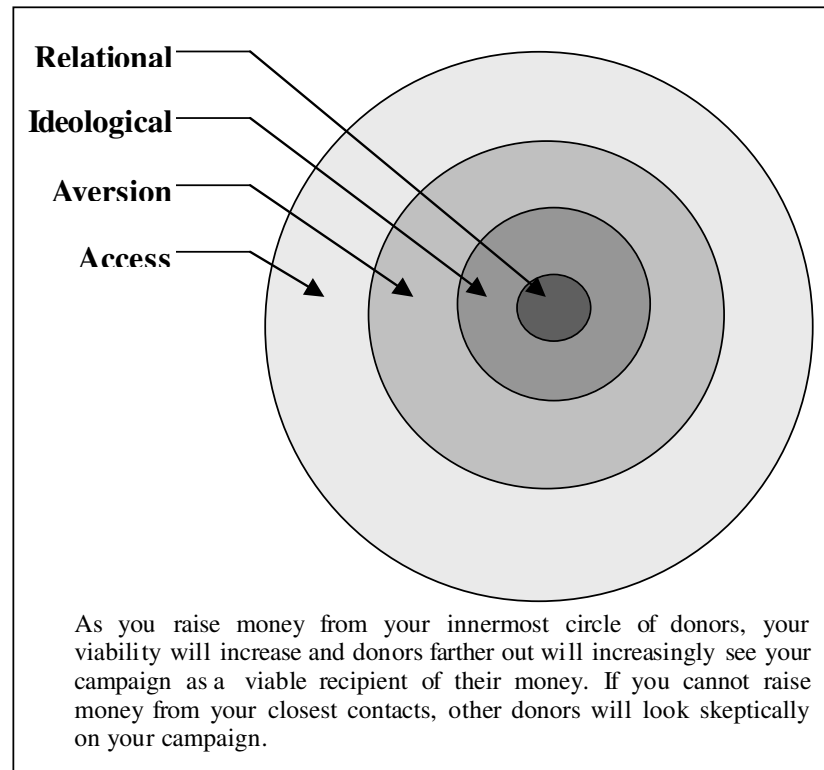 Relational
Ideological
Aversion
Access
As you raise money from your innermost circle of donors, your
viability will increase and donors farther out will increasingly see your
campaign as a viable recipient of their money. If you cannot raise
money from your closest contacts, other donors will look skeptically
on your campaign.